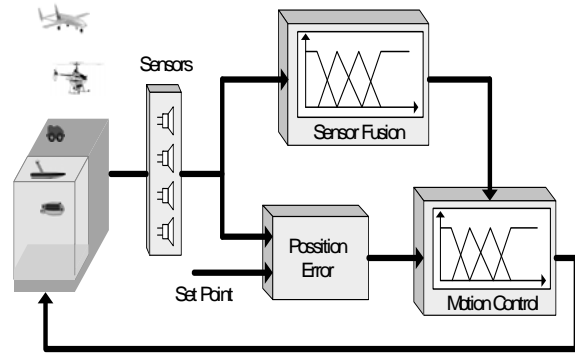 Sensors
Sensor Fusion
Possition
Error
Set Point
Motion Control